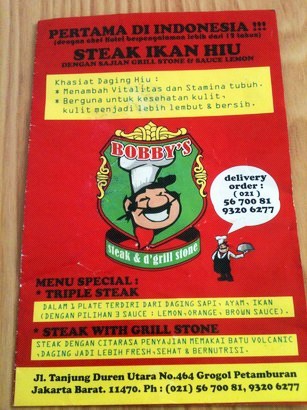 PERTAMA DI INDONESIA !!!
(dengan chef Hotel berpengalaman lebih dari 18 tahun)
STEAK IKAN HIU
DENGAN SAJIAN GRILL STONE & SAUCE LEMON
Khasiat Daging Hiu :
* Menambah Vitalitas dan Stamina tubuh.
* Berguna untuk kesehatan kulit,
kulit menjadi lebih lembut & bersih.
BOBBY'S
steak & d'grill stone
delivery
order :
( 021 )
56 700 81
9320 6277
MENU SPECIAL :
* TRIPLE STEAK
DALAM 1 PLATE TERDIRI DARI DAGING SAPI, AYAM, IKAN
(DENGAN PILIHAN 3 SAUCE : LEMON,ORANGE, BROWN SAUCE).
* STEAK WITH GRILL STONE
STEAK DENGAN CITARASA PENYAJIAN MEMAKAI BATU VOLCANIC
,DAGING JADI LEBIH FRESH,SEHAT & BERNUTRISI.
Jl. Tanjung Duren Utara No.464 Grogol Petamburan
Jakarta Barat. 11470. Ph : (021) 56 700 81, 9320 6277